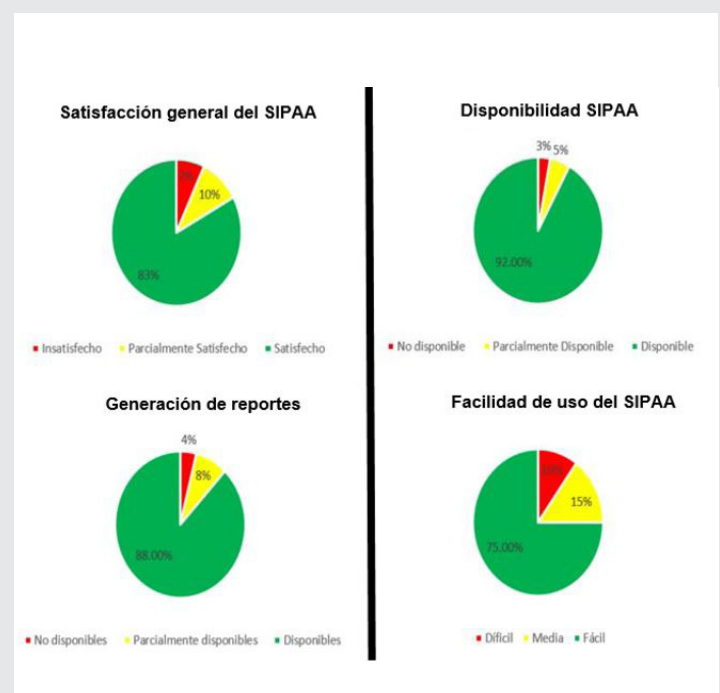 Satisfacción general del SIPAA
10%
83%
Insatisfecho Parcialmente Satisfecho Satisfecho
Disponibilidad SIPAA
3% 5%
92.00%
No disponible Parcialmente Disponible Disponible
Generación de reportes
4%
8%
88.00%
No disponibles Parcialmente disponibles Disponibles
Facilidad de uso del SIPAA
15%
75.00%
Difícil Media Fácil